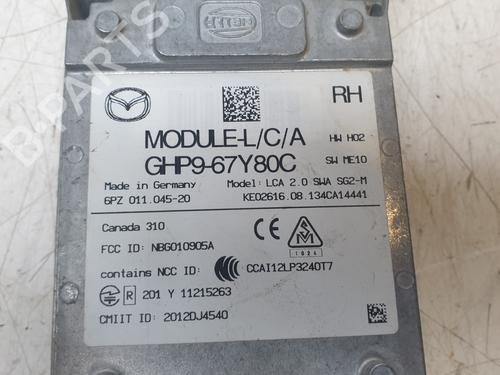 B-PARTS
HELLA
RH
MODULE-L/C/A HW H02
GHP9-67Y80C SW ME10
Made in Germany Model: LCA 2.0 SWA SG2-M
6PZ 011.045-20 KE02616.08.134CA14441
Canada 310
FCC ID: NBG010905A CE
1024
contains NCC ID: CCAI12LP3240T7
R 201 Y 11215263
CMIIT ID: 2012DJ4540